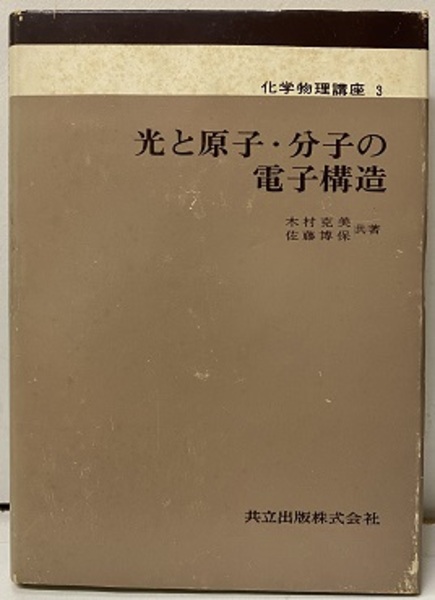 化学物理講座 3
光と原子・分子の
電子構造
木村克美
佐藤博保
共著
共立出版株式会社